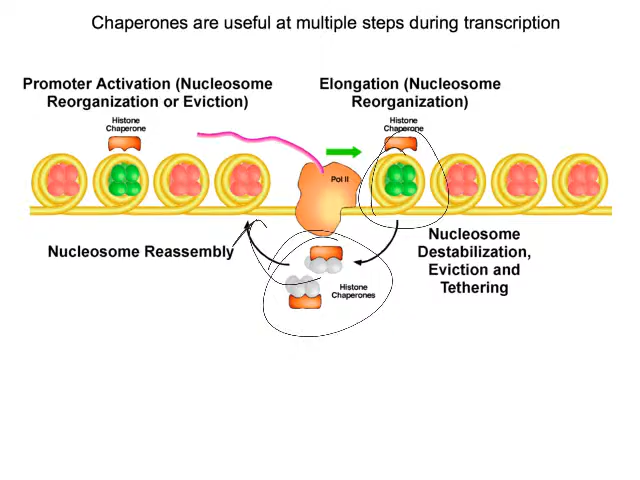 Chaperones are useful at multiple steps during transcription
Promoter Activation (Nucleosome
Reorganization or Eviction)
Elongation (Nucleosome
Reorganization)
Histone
Chaperone
Histone
Chaperone
Pol II
Nucleosome Reassembly
Nucleosome
Destabilization,
Eviction and
Tethering
Histone
Chaperones